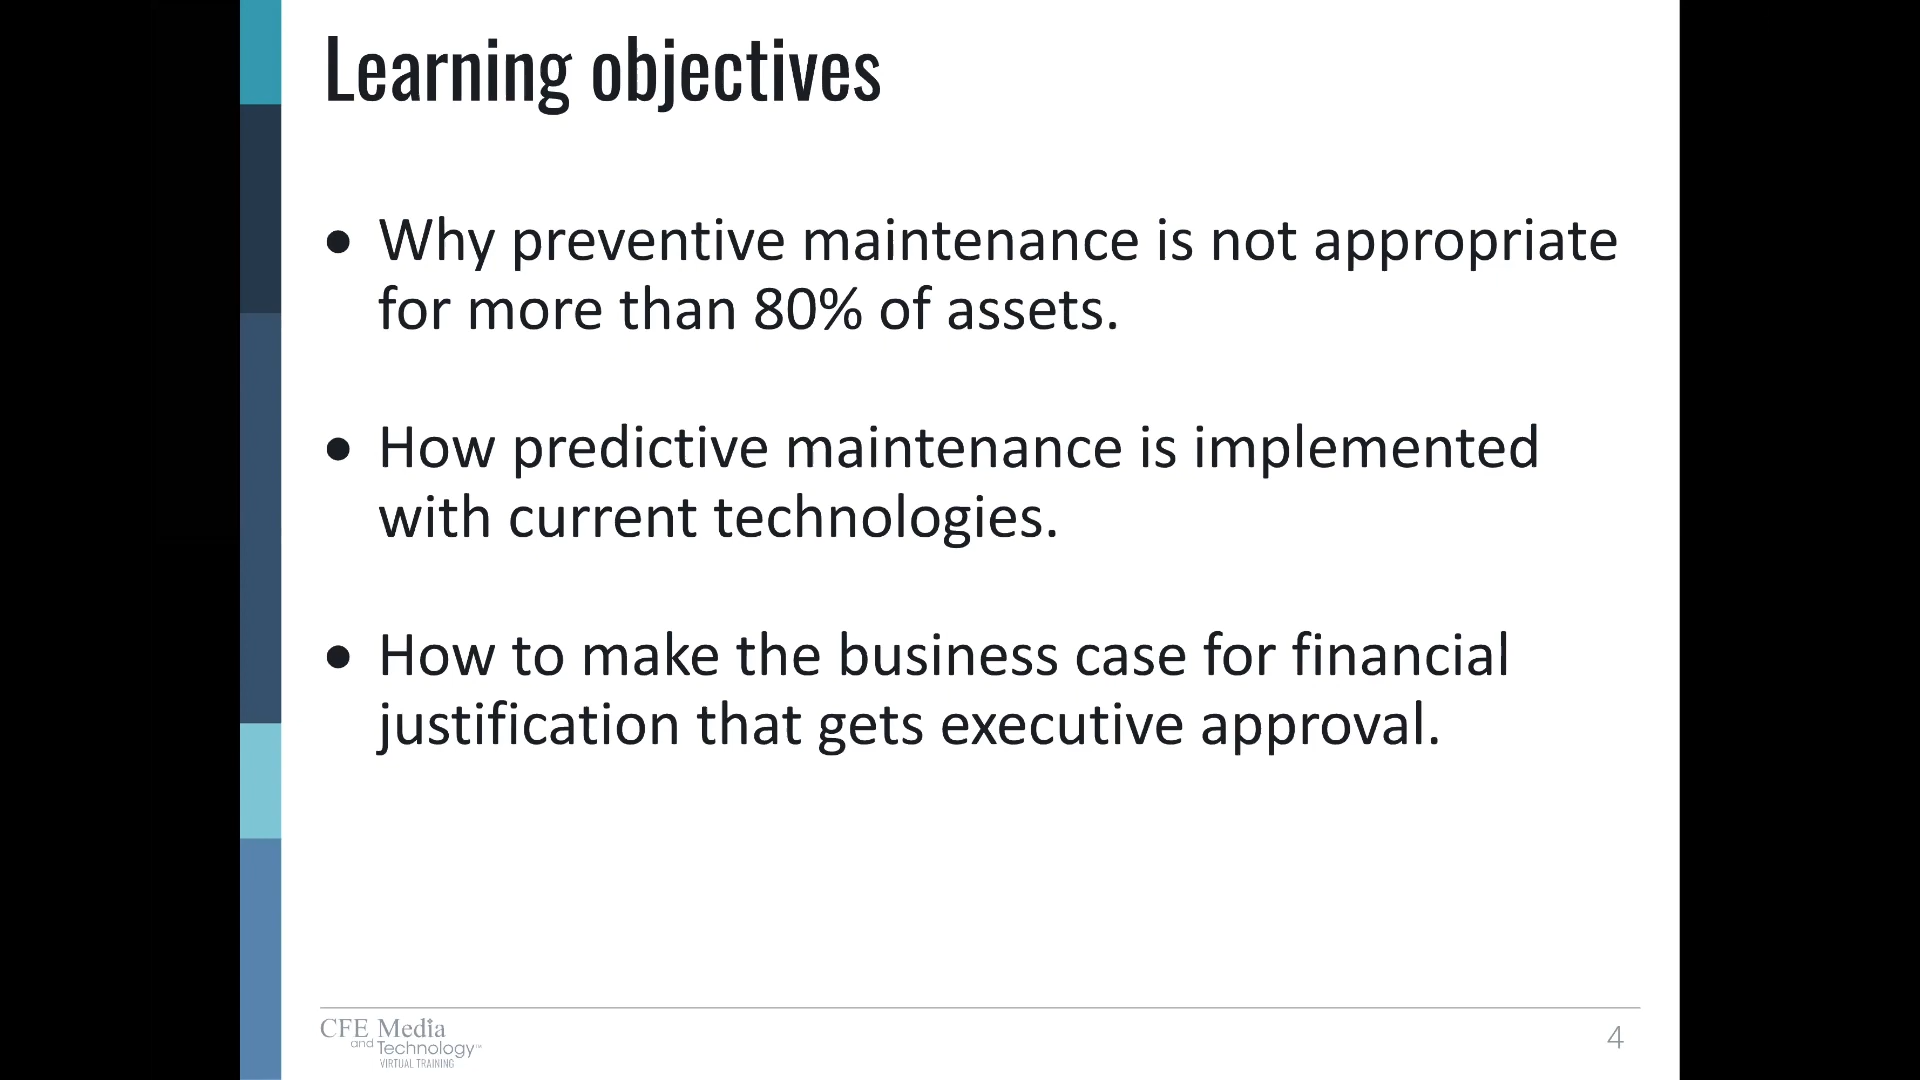 Learning objectives
• Why preventive maintenance is not appropriate
for more than 80% of assets.
• How predictive maintenance is implemented
with current technologies.
• How to make the business case for financial
justification that gets executive approval.
CFE Media
and Technology™
VIRTUAL TRAINING
4